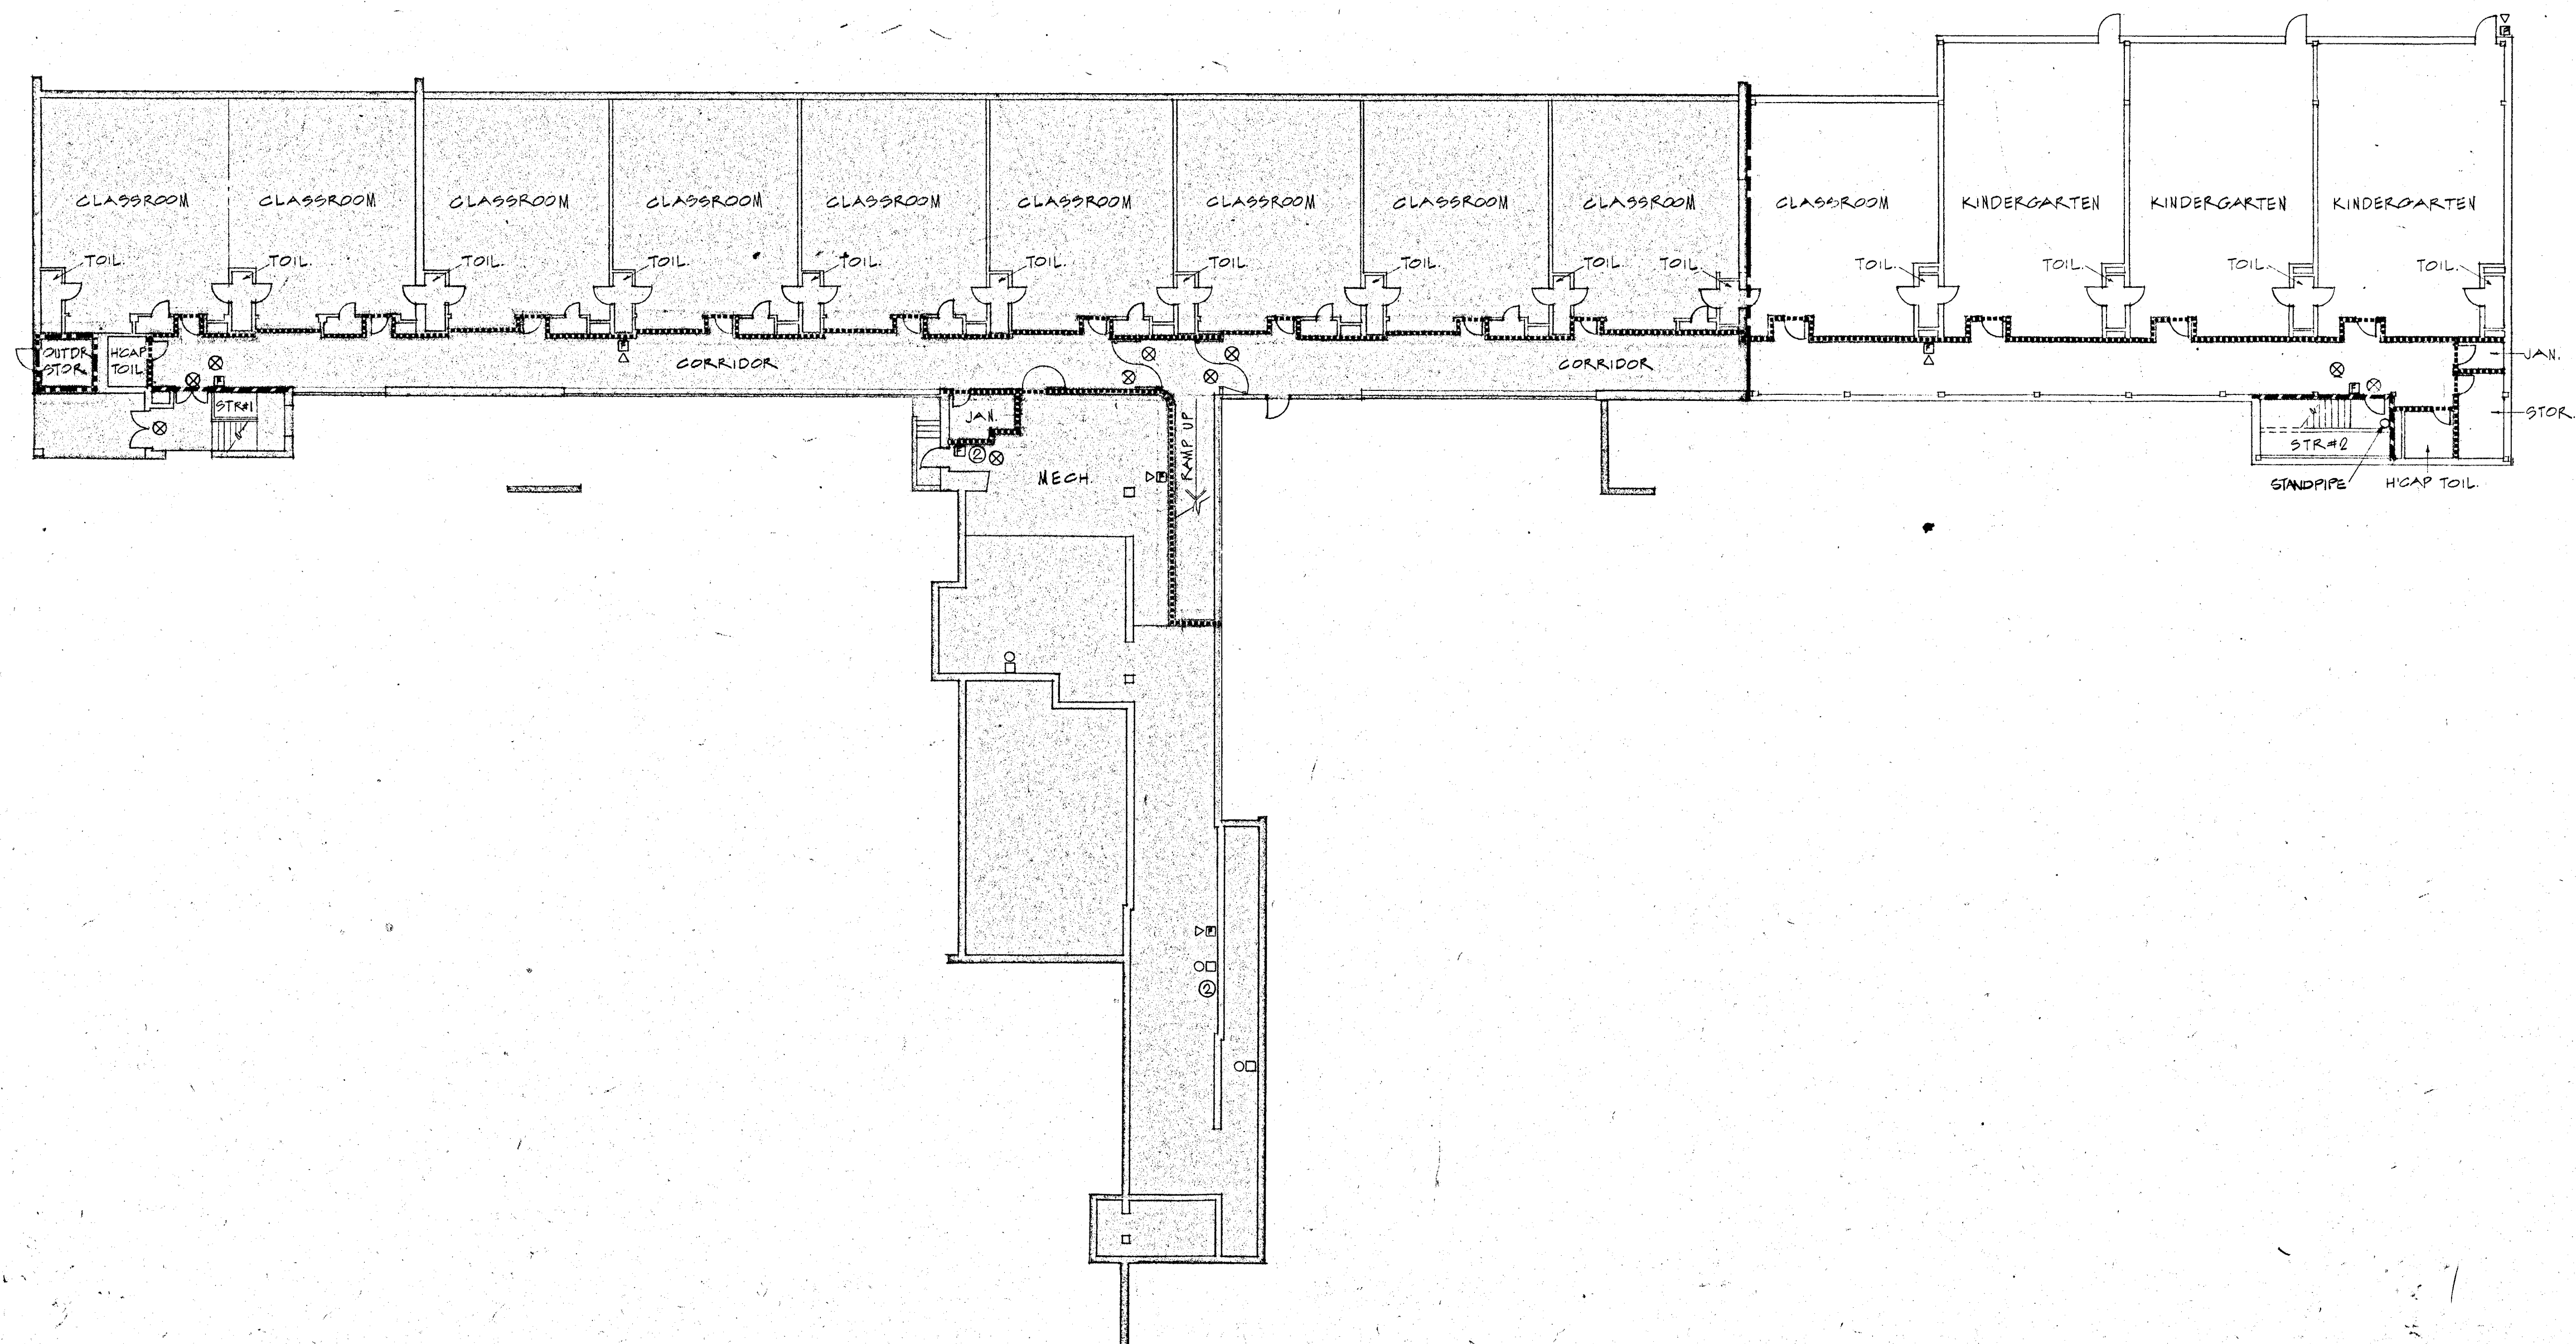 CLASSROOM
CLASSROOM
CLASSROOM
CLASSROOM
CLASSROOM
CLASSROOM
CLASSROOM
CLASSROOM
CLASSROOM
CLASSROOM
KINDERGARTEN
KINDERGARTEN
KINDERGARTEN
TOIL.
TOIL.
TOIL.
TOIL.
TOIL.
TOIL.
TOIL.
TOIL.
TOIL.
TOIL.
TOIL.
TOIL.
TOIL.
TOIL.
OUTDR
STOR.
H'CAP
TOIL.
CORRIDOR
CORRIDOR
JAN.
STR#1
JAN
RAMP UP
STOR.
STR#2
2
MECH.
STANDPIPE
H'CAP TOIL.
F
F
F
F
F
F
F
F
2